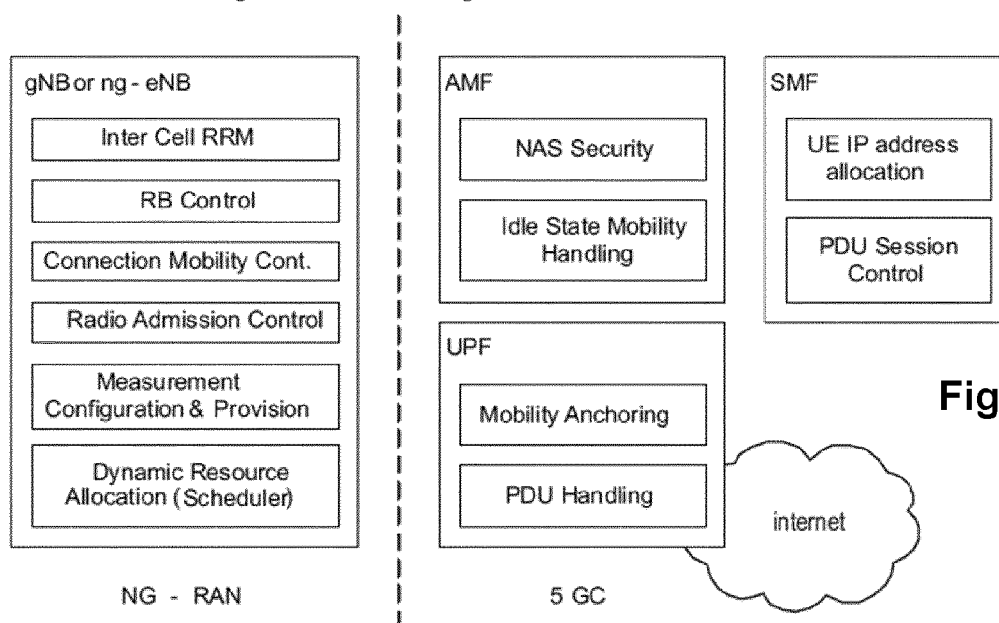 gNB or ng - eNB
Inter Cell RRM
RB Control
Connection Mobility Cont.
Radio Admission Control
Measurement
Configuration & Provision
Dynamic Resource
Allocation (Scheduler)
NG - RAN
AMF
NAS Security
Idle State Mobility
Handling
UPF
Mobility Anchoring
PDU Handling
5 GC
SMF
UE IP address
allocation
PDU Session
Control
Fig
internet